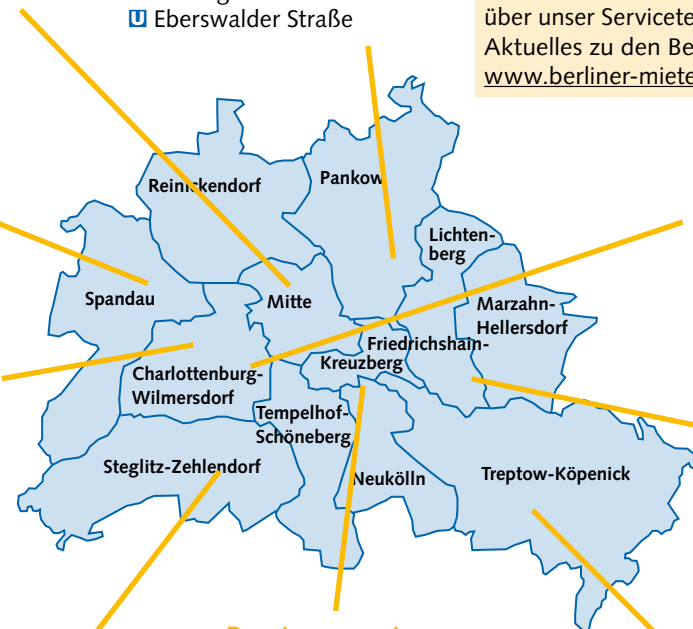 U Eberswalder Straße
über unser Servicete
Aktuelles zu den Be
www.berliner-miete
Reinickendorf
Pankow
Lichten-
berg
Spandau
Mitte
Marzahn-
Hellersdorf
Friedrichshain-
Kreuzberg
Charlottenburg-
Wilmersdorf
Tempelhof-
Schöneberg
Steglitz-Zehlendorf
Neukölln
Treptow-Köpenick